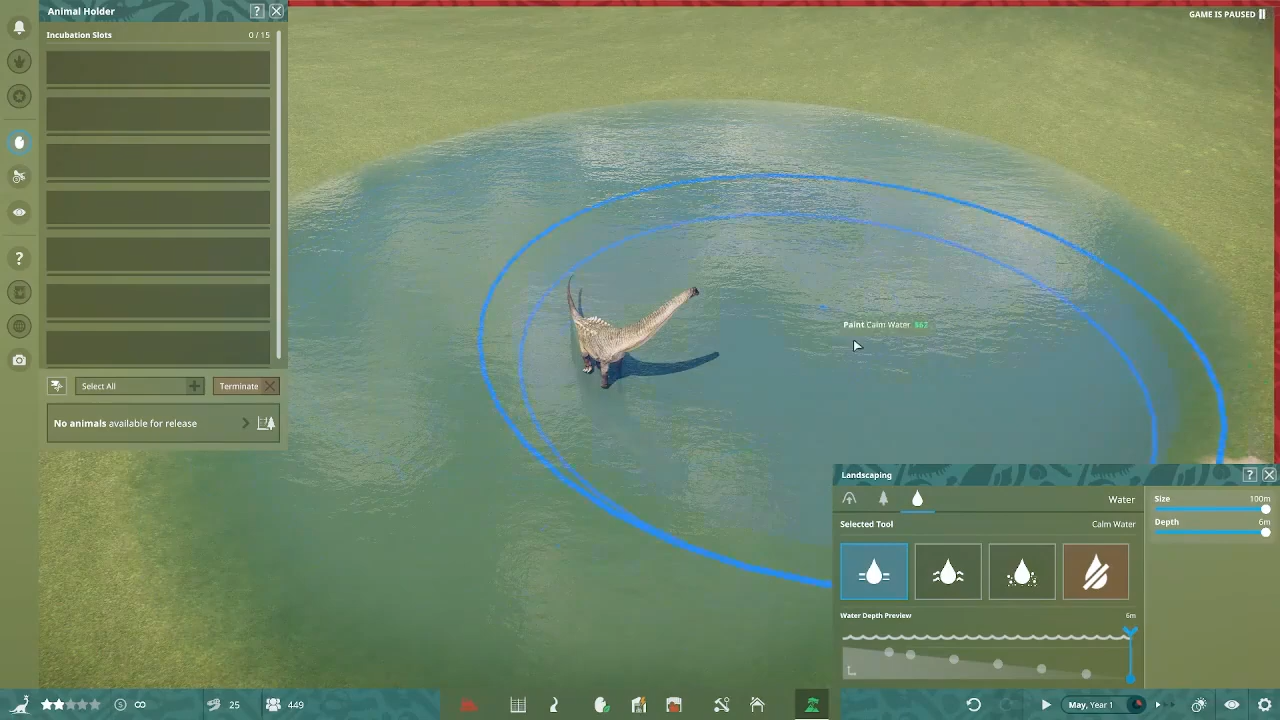 Animal Holder
?
Incubation Slots
0 / 15
GAME IS PAUSED
?
Select All
Terminate
No animals available for release
Paint Calm Water $62
Landscaping
?
Water
Selected Tool
Calm Water
Water Depth Preview
6m
Size
100m
Depth
6m
25
449
May, Year 1